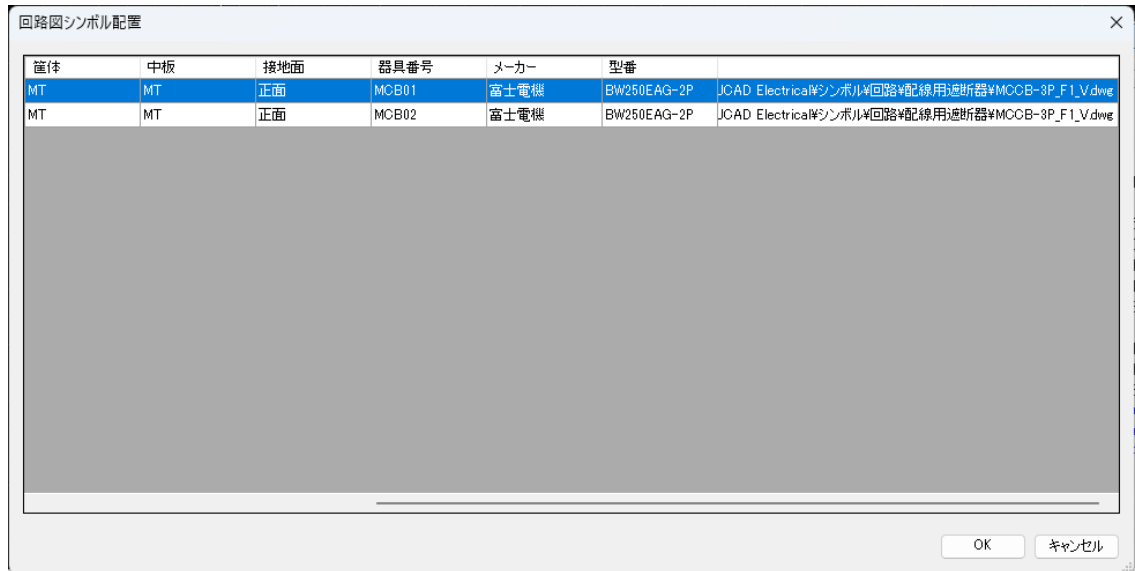 回路図シンボル配置
筐体 中板 接地面 器具番号 メーカー 型番
MT MT 正面 MCB01 富士電機 BW250EAG-2P JCAD Electrical¥シンボル¥回路¥配線用遮断器¥MCCB-3P_F1_V.dwg
MT MT 正面 MCB02 富士電機 BW250EAG-2P JCAD Electrical¥シンボル¥回路¥配線用遮断器¥MCCB-3P_F1_V.dwg
OK キャンセル